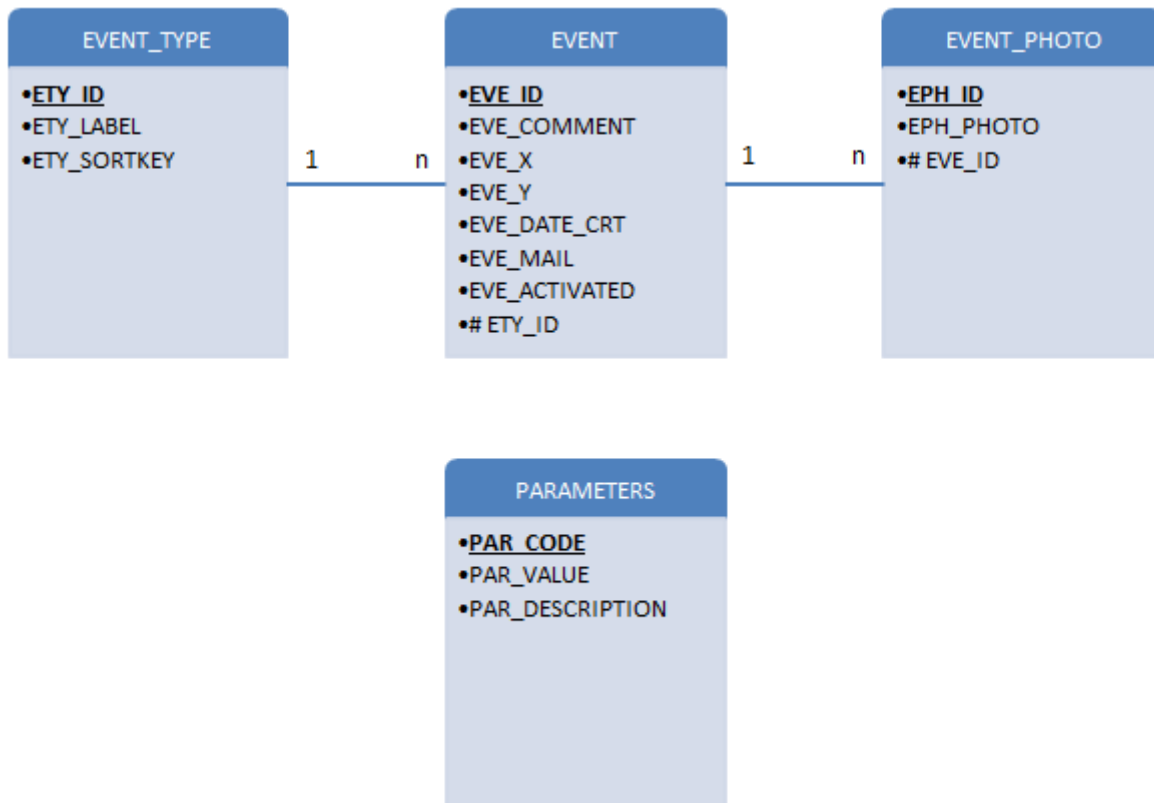 EVENT_TYPE
•ETY_ID
•ETY_LABEL
•ETY_SORTKEY
1 n
EVENT
•EVE_ID
•EVE_COMMENT
•EVE_X
•EVE_Y
•EVE_DATE_CRT
•EVE_MAIL
•EVE_ACTIVATED
•# ETY_ID
1 n
EVENT_PHOTO
•EPH_ID
•EPH_PHOTO
•# EVE_ID
PARAMETERS
•PAR_CODE
•PAR_VALUE
•PAR_DESCRIPTION